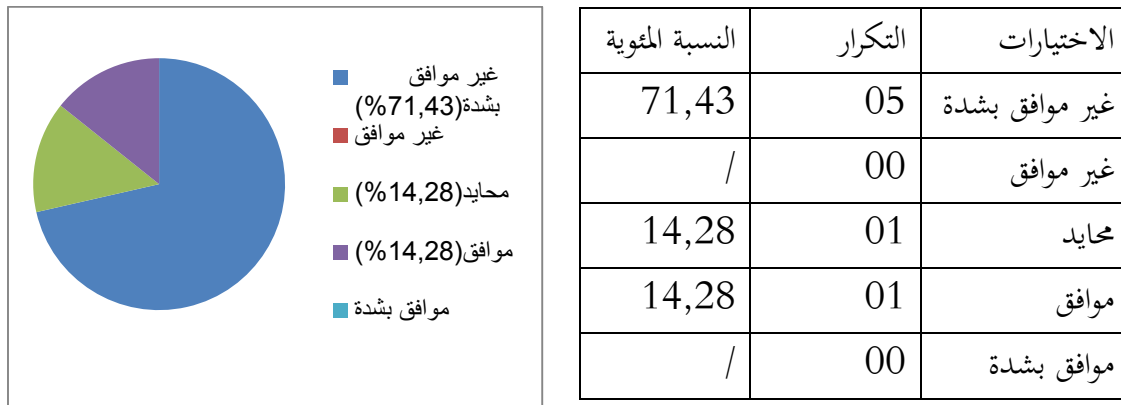 الاختيارات التكرار النسبة المئوية
غير موافق بشدة 05 71,43
غير موافق 00 /
محايد 01 14,28
موافق 01 14,28
موافق بشدة 00 /
غير موافق
بشدة(71,43%)
غير موافق
محايد(14,28%)
موافق(14,28%)
موافق بشدة